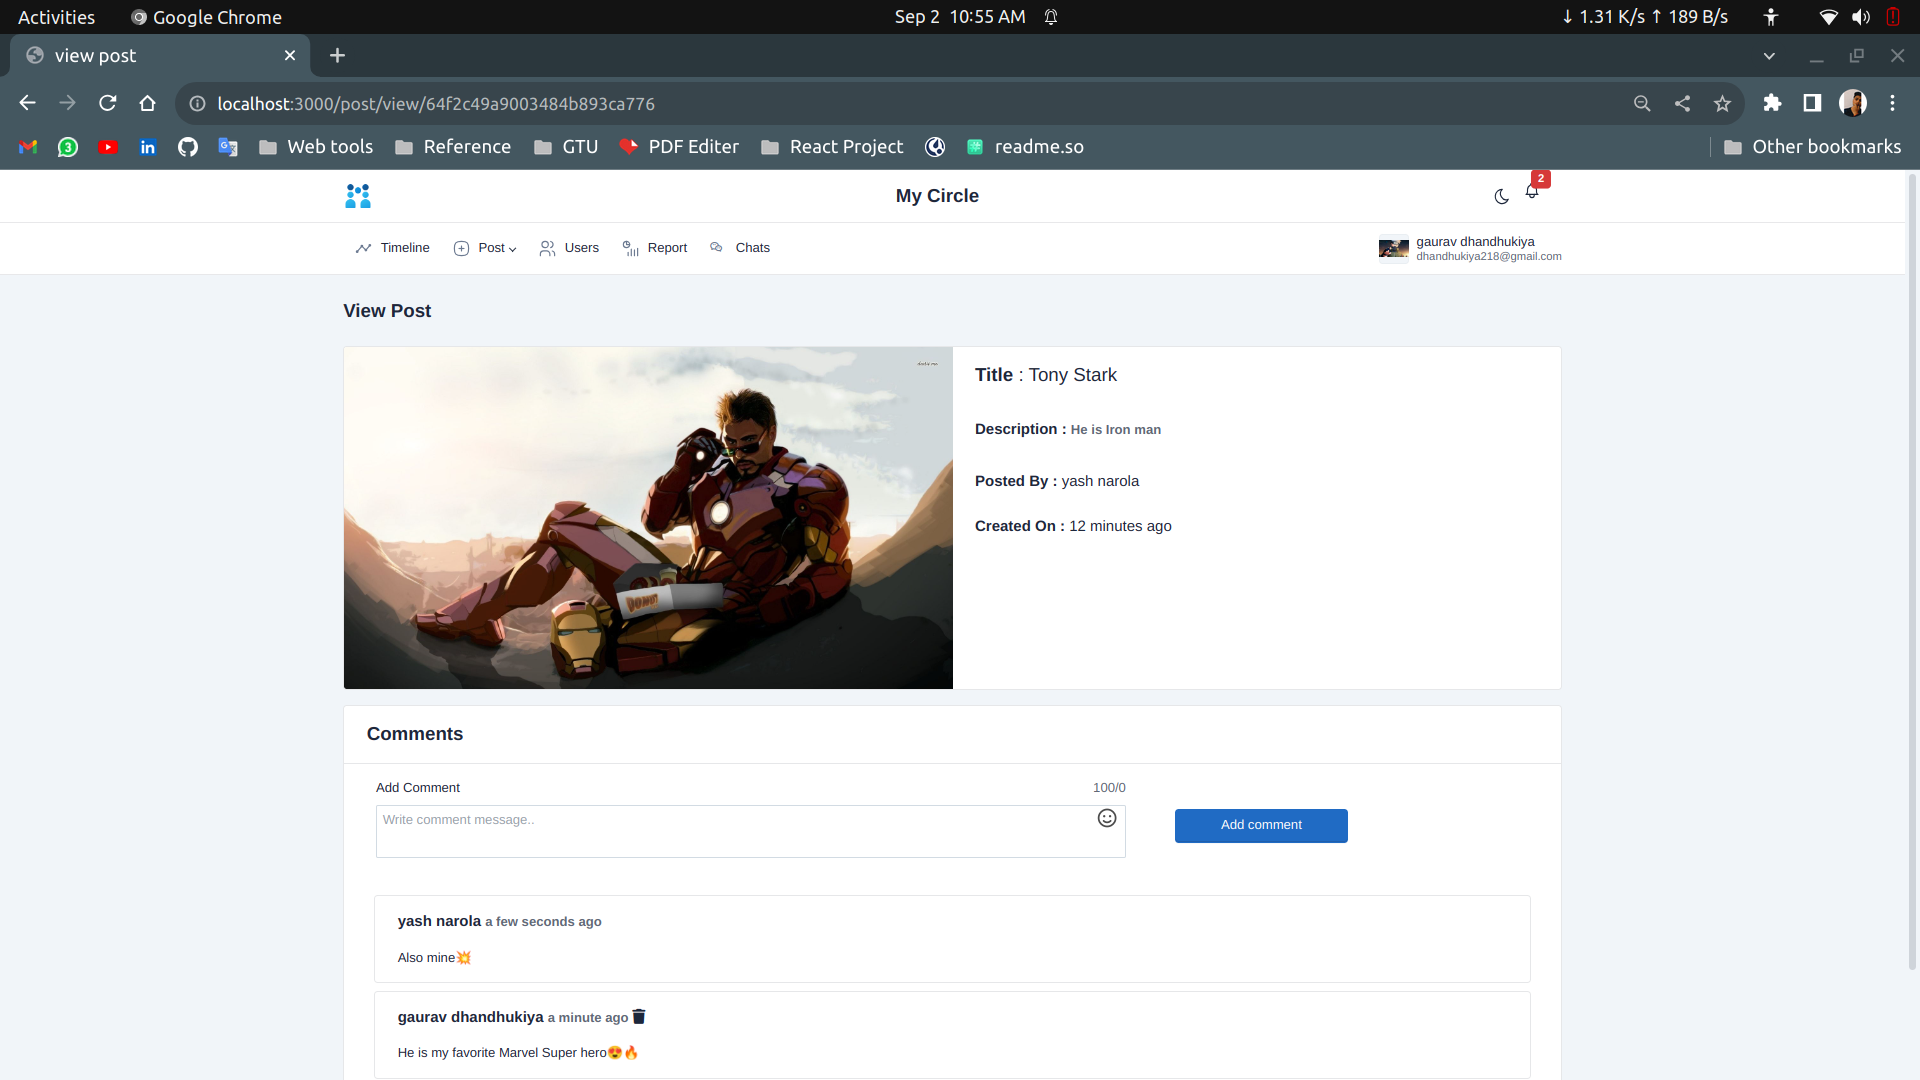 Activities Google Chrome Sep 2 10:55 AM ↓ 1.31 K/s ↑ 189 B/s
view post
localhost:3000/post/view/64f2c49a9003484b893ca776
3 Web tools Reference GTU PDF Editer React Project readme.so Other bookmarks
My Circle 2
Timeline Post Users Report Chats gaurav dhandhukiya
dhandhukiya218@gmail.com
View Post
Title : Tony Stark
Description : He is Iron man
Posted By : yash narola
Created On : 12 minutes ago
DONUT
Comments
Add Comment 100/0
Write comment message..
Add comment
yash narola a few seconds ago
Also mine💥
gaurav dhandhukiya a minute ago
He is my favorite Marvel Super hero😍🔥